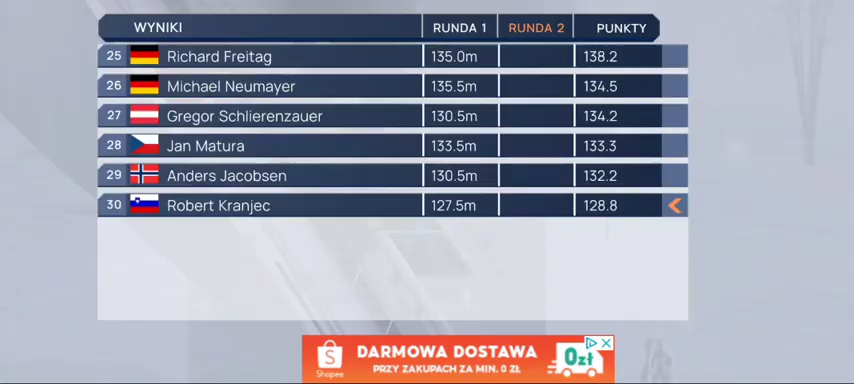 WYNIKI RUNDA 1 RUNDA 2 PUNKTY
25 Richard Freitag 135.0m 138.2
26 Michael Neumayer 135.5m 134.5
27 Gregor Schlierenzauer 130.5m 134.2
28 Jan Matura 133.5m 133.3
29 Anders Jacobsen 130.5m 132.2
30 Robert Kranjec 127.5m 128.8
Shopee
DARMOWA DOSTAWA
PRZY ZAKUPACH ZA MIN. 0 ZŁ
0zł